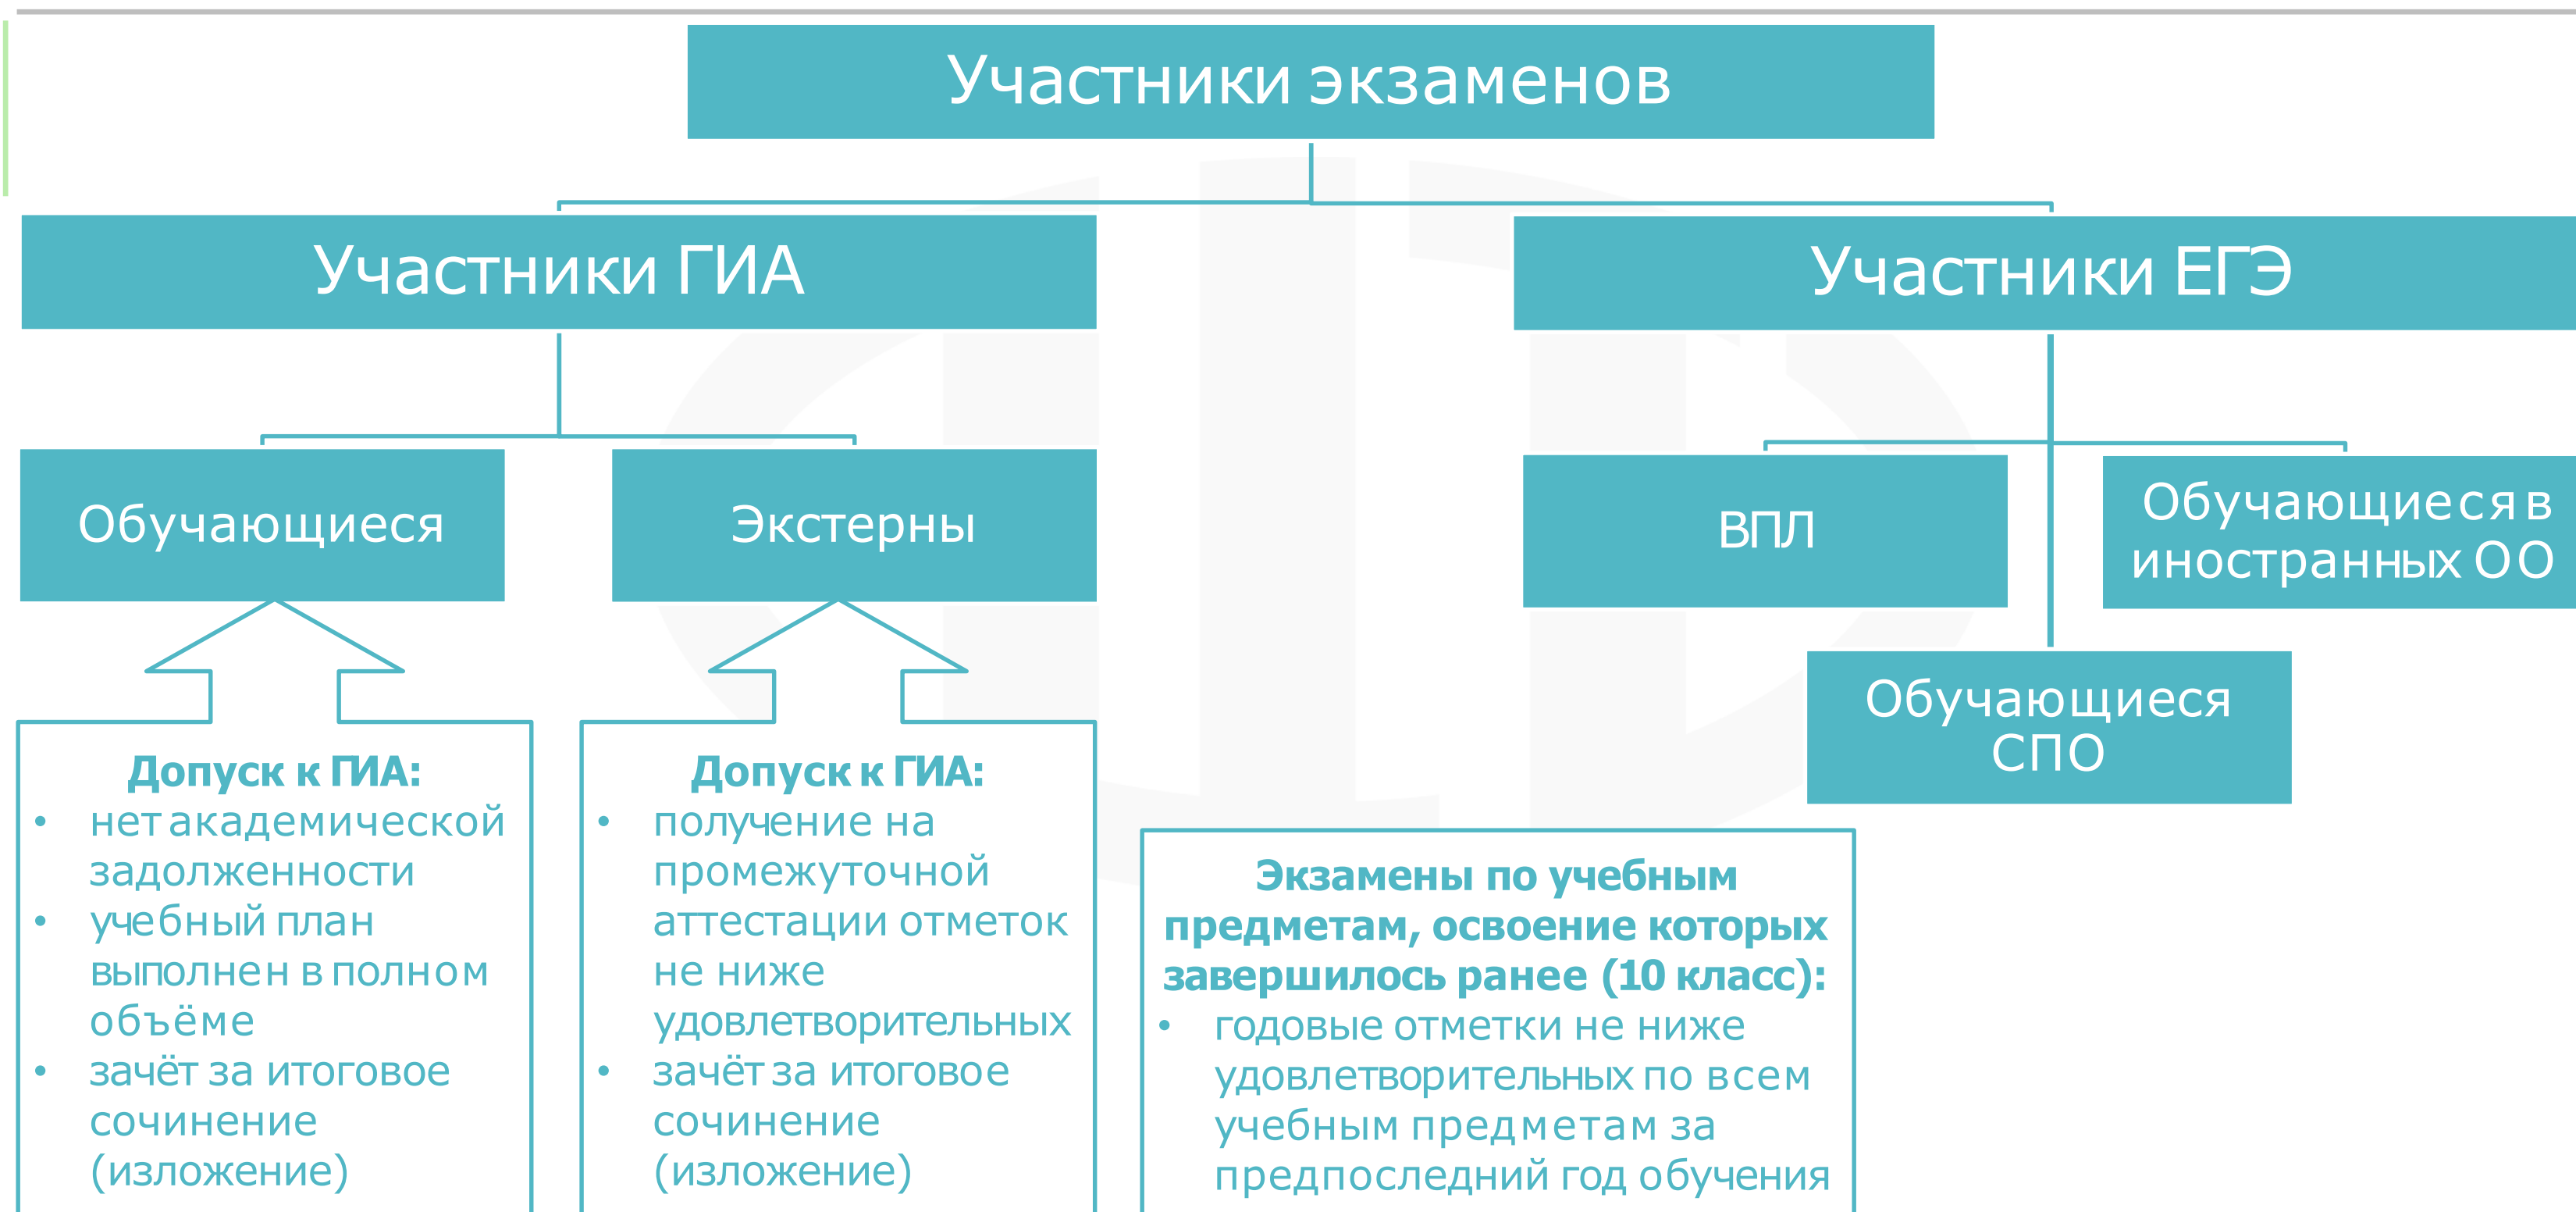 Участники экзаменов
Участники ГИА
Участники ЕГЭ
Обучающиеся
Экстерны
ВПЛ
Обучающиеся в
иностранных ОО
Обучающиеся
СПО
Допуск к ГИА:
• нет академической
задолженности
• учебный план
выполнен в полном
объёме
• зачёт за итоговое
сочинение
(изложение)
Допуск к ГИА:
• получение на
промежуточной
аттестации отметок
не ниже
удовлетворительных
• зачёт за итоговое
сочинение
(изложение)
Экзамены по учебным
предметам, освоение которых
завершилось ранее (10 класс):
• годовые отметки не ниже
удовлетворительных по всем
учебным предметам за
предпоследний год обучения